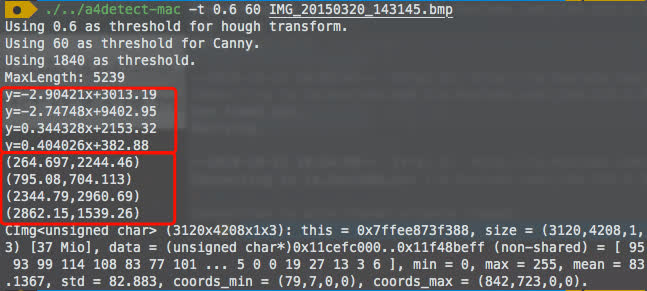 ./../a4detect-mac -t 0.6 60 IMG_20150320_143145.bmp
Using 0.6 as threshold for hough transform.
Using 60 as threshold for Canny.
Using 1840 as threshold.
MaxLength: 5239
y=-2.90421x+3013.19
y=-2.74748x+9402.95
y=0.344328x+2153.32
y=0.404026x+382.88
(264.697,2244.46)
(795.08,704.113)
(2344.79,2960.69)
(2862.15,1539.26)
CImg<unsigned char> (3120x4208x1x3): this = 0x7ffee873f388, size = (3120,4208,1,
3) [37 Mio], data = (unsigned char*)0x11cefc000..0x11f48beff (non-shared) = [ 95
93 99 114 108 83 77 101 ... 5 0 0 19 27 13 3 6 ], min = 0, max = 255, mean = 83
.1367, std = 82.883, coords_min = (79,7,0,0), coords_max = (842,723,0,0).